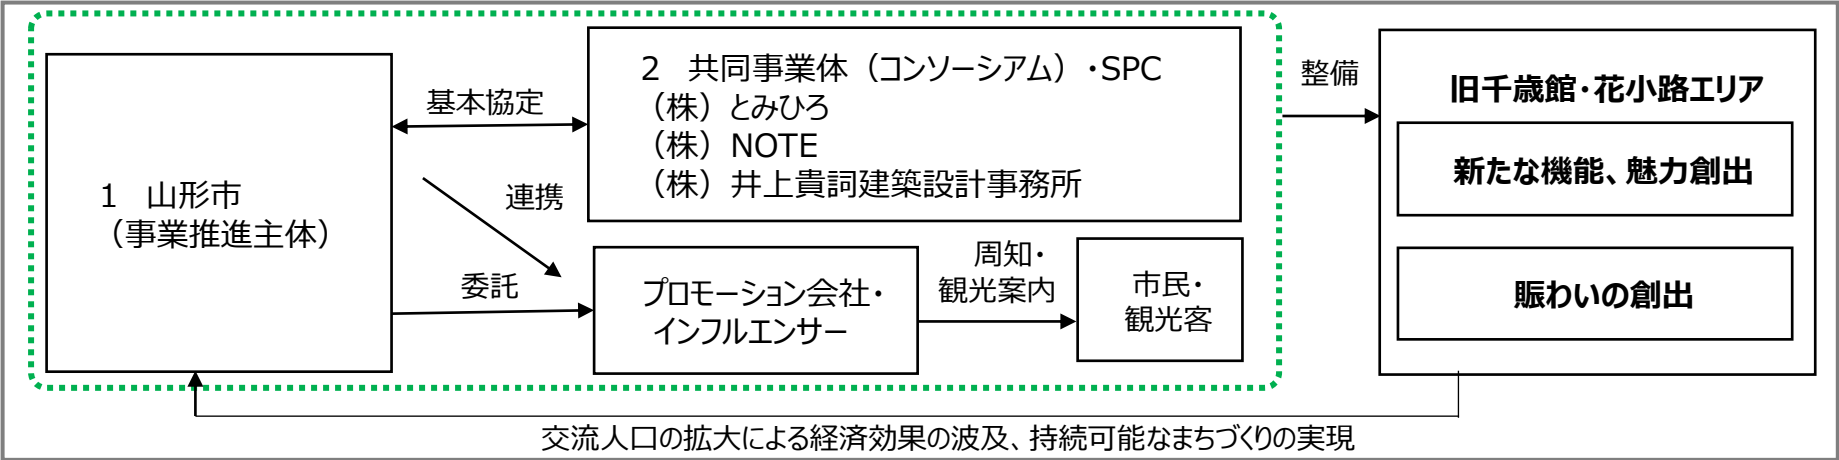 1　山形市
（事業推進主体）
基本協定
連携
委託
2　共同事業体（コンソーシアム）・SPC
（株）とみひろ
（株）NOTE
（株）井上貴詞建築設計事務所
プロモーション会社・
インフルエンサー
周知・
観光案内
市民・
観光客
整備
旧千歳館・花小路エリア
新たな機能、魅力創出
賑わいの創出
交流人口の拡大による経済効果の波及、持続可能なまちづくりの実現